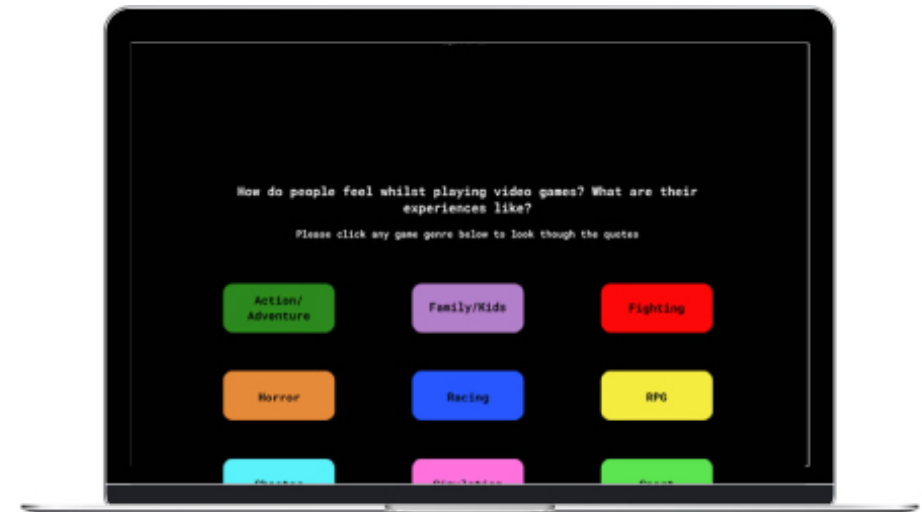 How do people feel whilst playing video games? What are their
experiences like?
Please click any game genre below to look though the quotes
Action/
Adventure
Family/Kids
Fighting
Horror
Racing
RPG